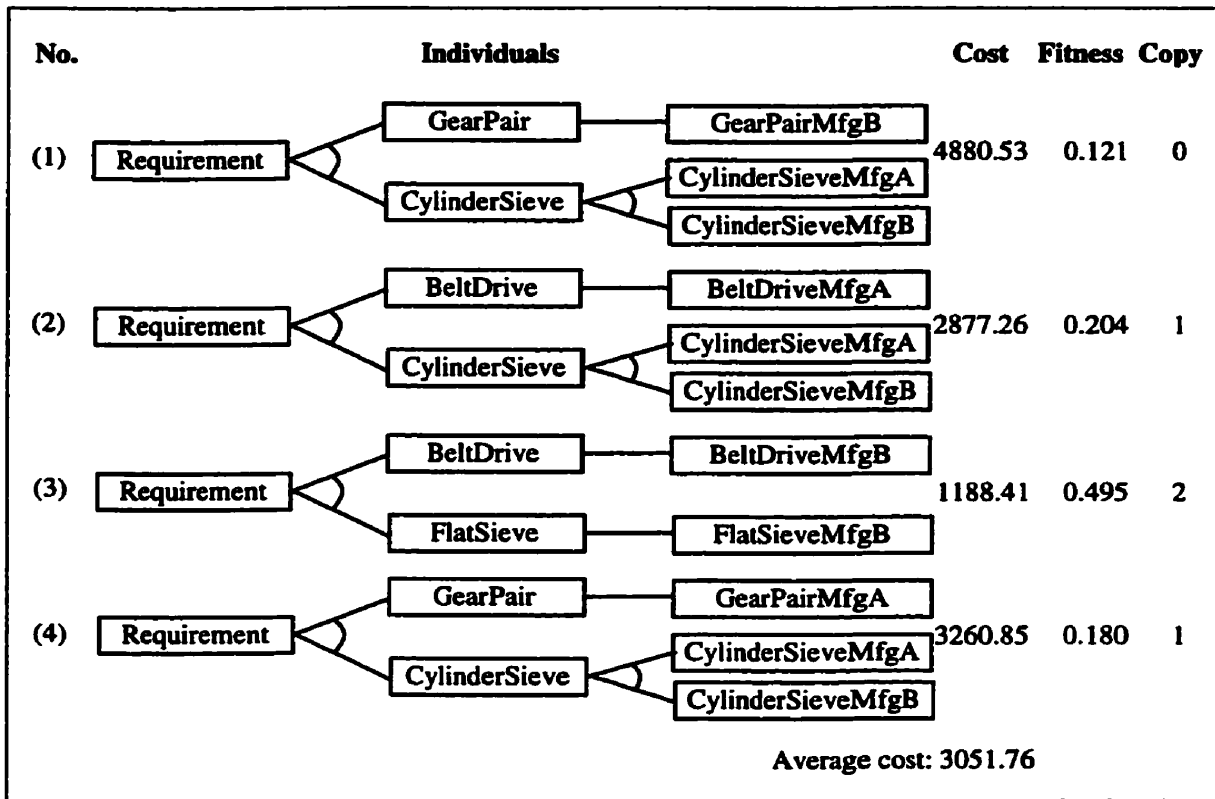 No. Individuals Cost Fitness Copy
GearPair GearPairMfgB
(1) Requirement 4880.53 0.121 0
CylinderSieveMfgA
CylinderSieve
CylinderSieveMfgB
BeltDrive BeltDriveMfgA
(2) Requirement 2877.26 0.204 1
CylinderSieveMfgA
CylinderSieve
CylinderSieveMfgB
BeltDrive BeltDriveMfgB
(3) Requirement 1188.41 0.495 2
FlatSieve FlatSieveMfgB
GearPair GearPairMfgA
(4) Requirement 3260.85 0.180 1
CylinderSieveMfgA
CylinderSieve
CylinderSieveMfgB
Average cost: 3051.76